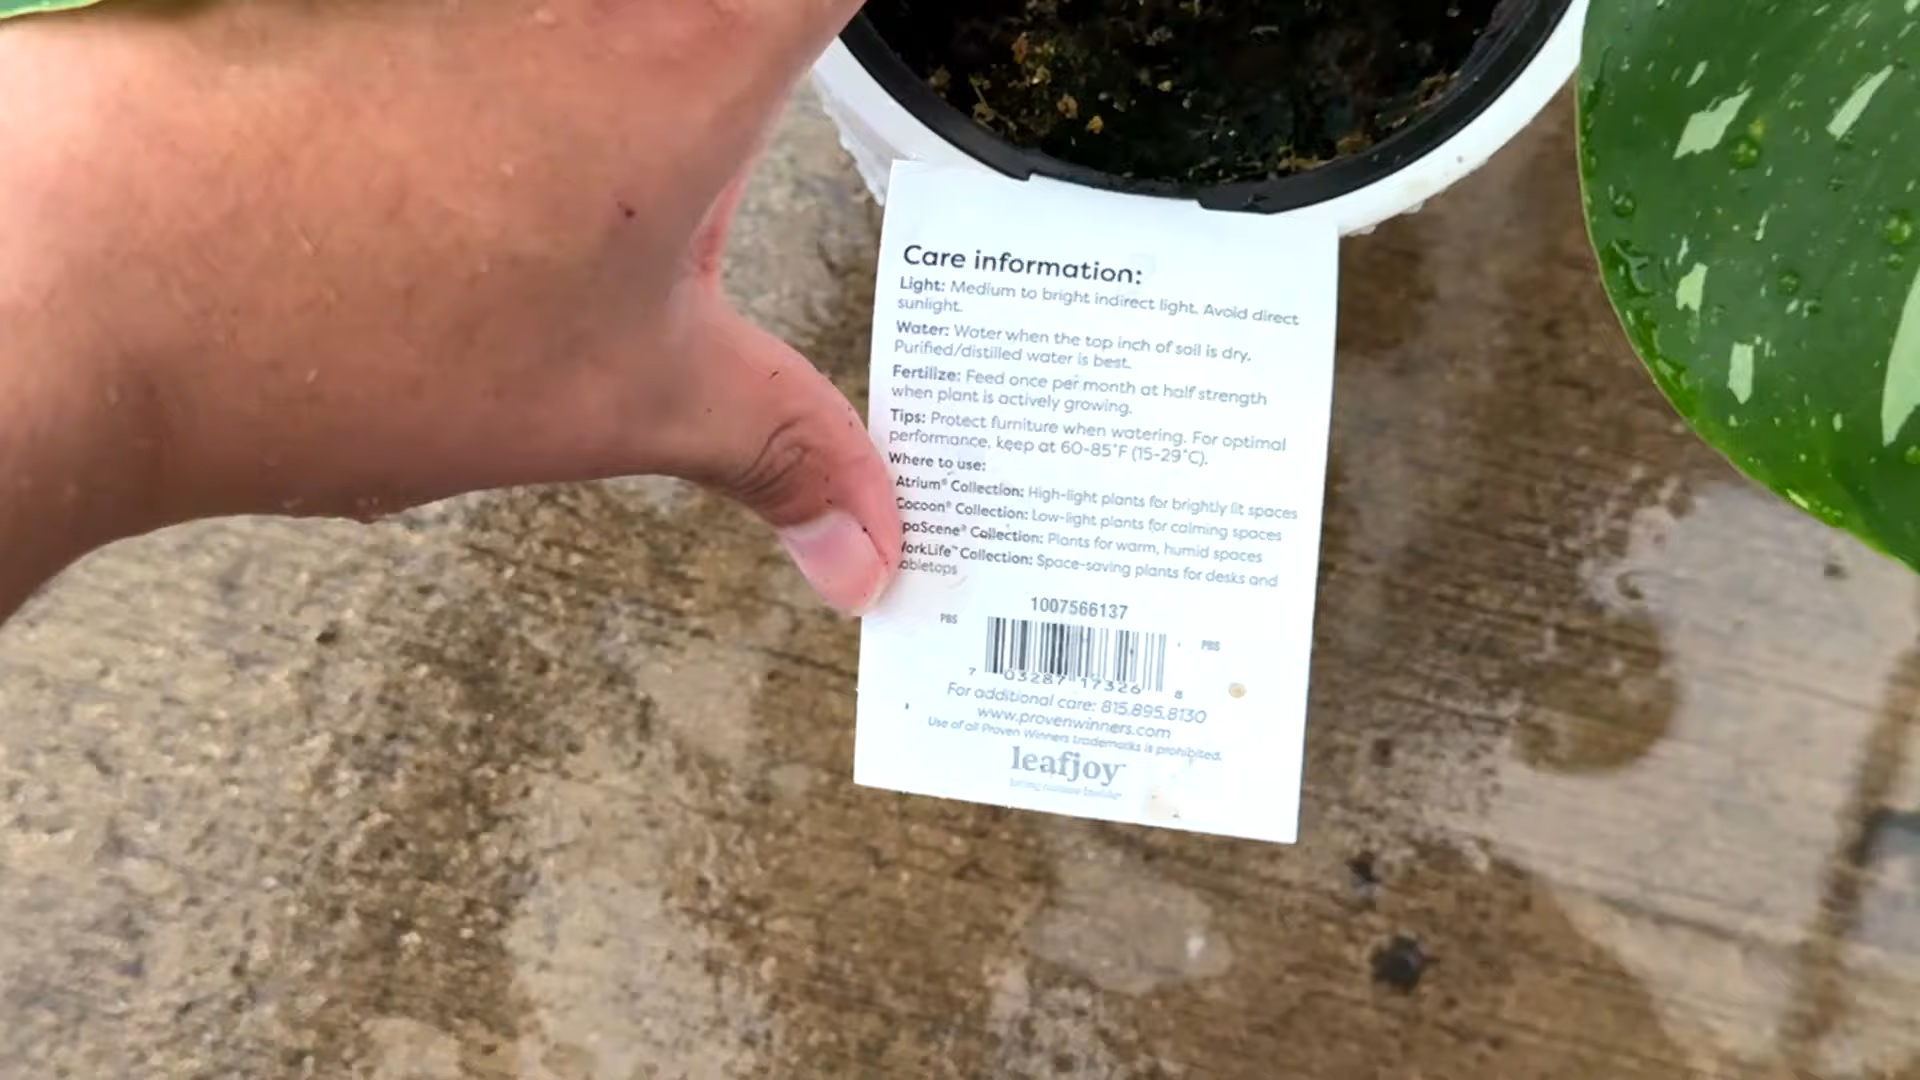 Care information:
Light: Medium to bright indirect light. Avoid direct
sunlight.
Water: Water when the top inch of soil is dry.
Purified/distilled water is best.
Fertilize: Feed once per month at half strength
when plant is actively growing.
Tips: Protect furniture when watering. For optimal
performance, keep at 60-85°F (15-29°C).
Where to use:
Atrium® Collection: High-light plants for brightly lit spaces
Cocoon® Collection: Low-light plants for calming spaces
paScene® Collection: Plants for warm, humid spaces
orkLife™ Collection: Space-saving plants for desks and
abletops
1007566137
PBS PBS
7 03287 17326 8
For additional care: 815.895.8130
www.provenwinners.com
Use of all Proven Winners trademarks is prohibited.
leafjoy™